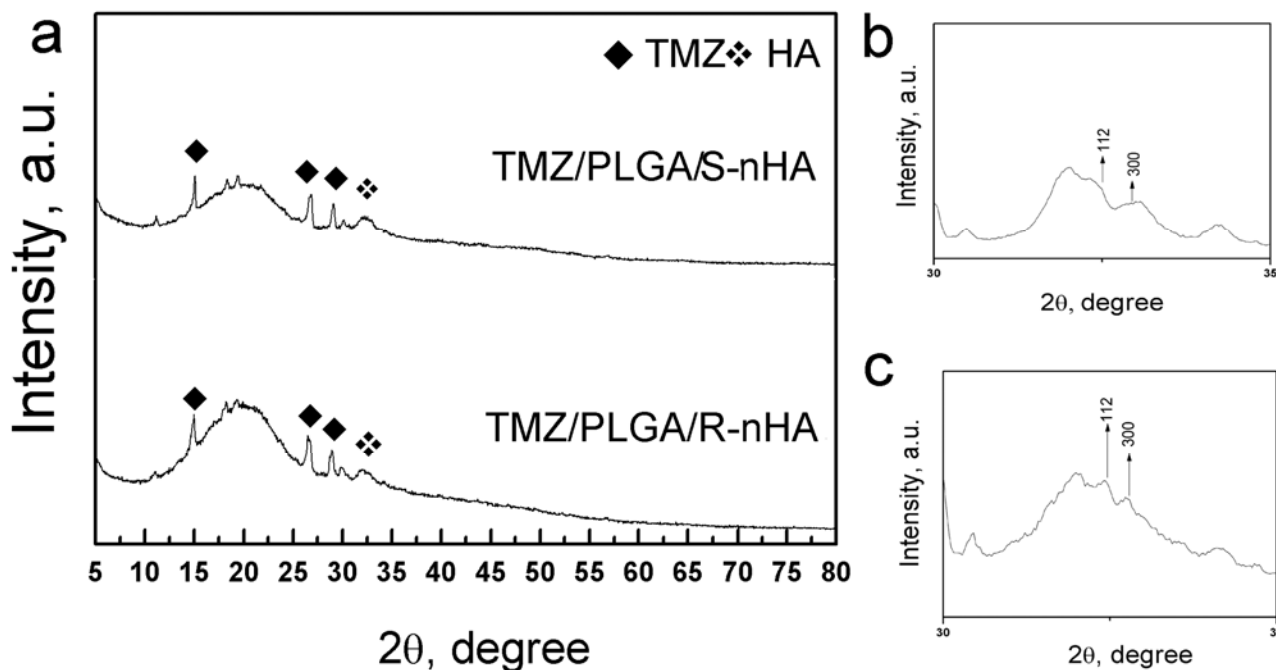 a
Intensity, a.u.
◆ TMZ ❖ HA
TMZ/PLGA/S-nHA
TMZ/PLGA/R-nHA
5 10 15 20 25 30 35 40 45 50 55 60 65 70 75 80
2θ, degree
b
Intensity, a.u.
112
300
30 35
2θ, degree
c
Intensity, a.u.
112
300
30
2θ, degree